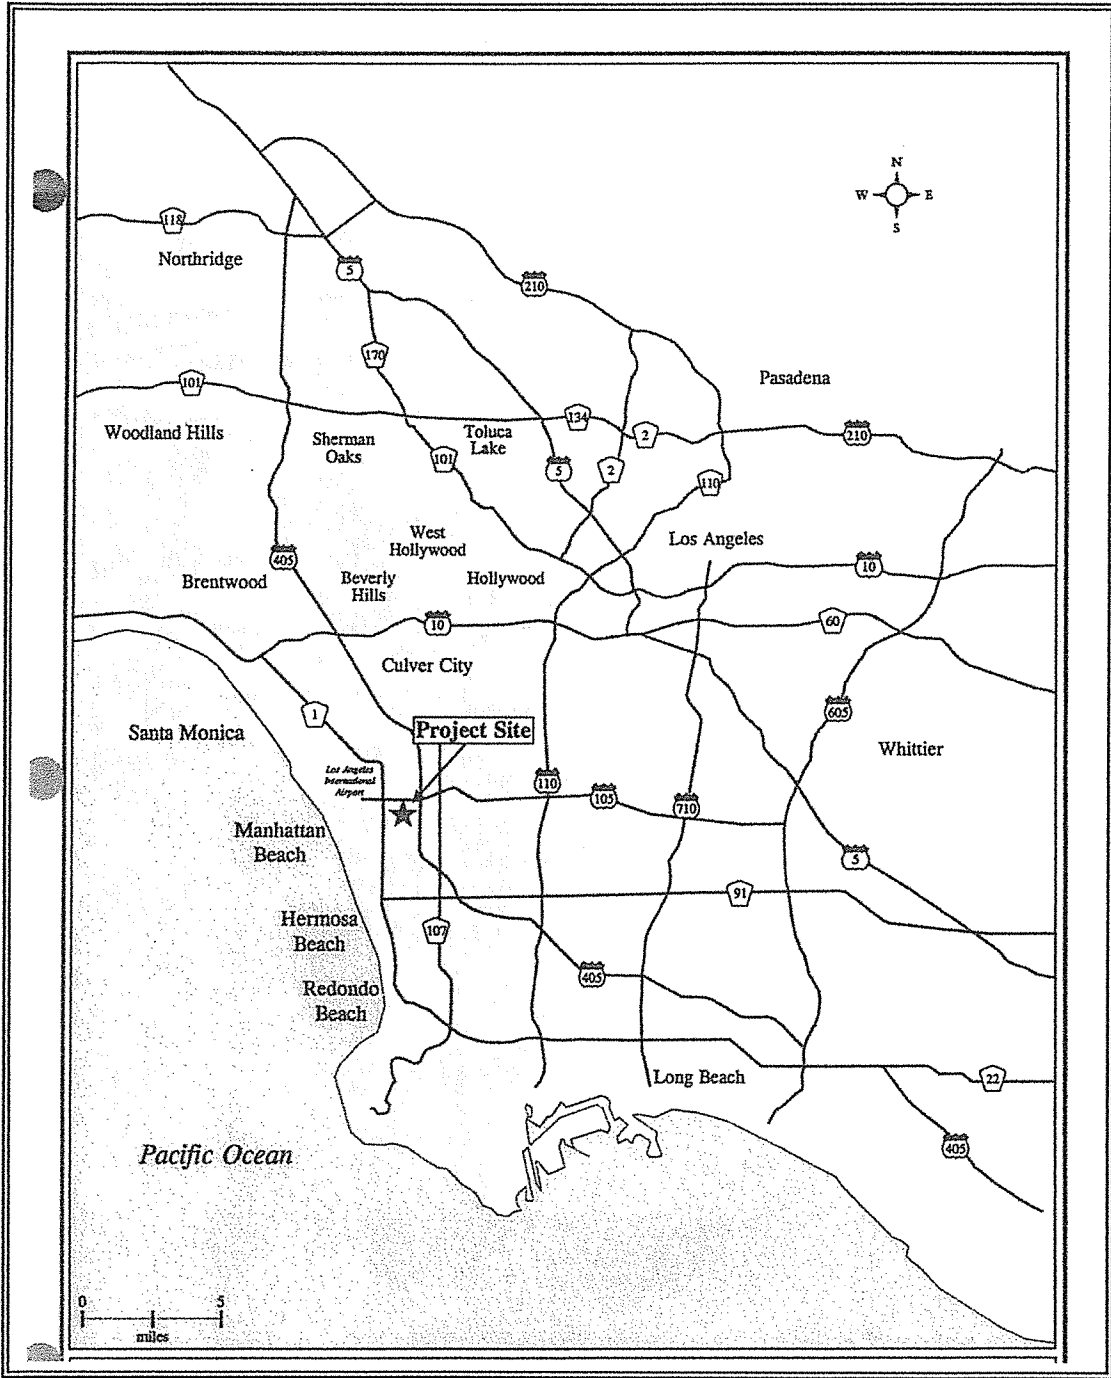 N
W E
S
118
Northridge
5
210
170
Pasadena
101
134
2
210
Woodland Hills
Sherman
Oaks
Toluca
Lake
101
5
2
110
West
Hollywood
Los Angeles
405
10
Brentwood
Beverly
Hills
Hollywood
10
60
Culver City
1
605
Santa Monica
Project Site
Whittier
Los Angeles
International
Airport
110
105
710
Manhattan
Beach
5
91
Hermosa
Beach
107
405
Redondo
Beach
Long Beach
22
405
Pacific Ocean
0 5
miles